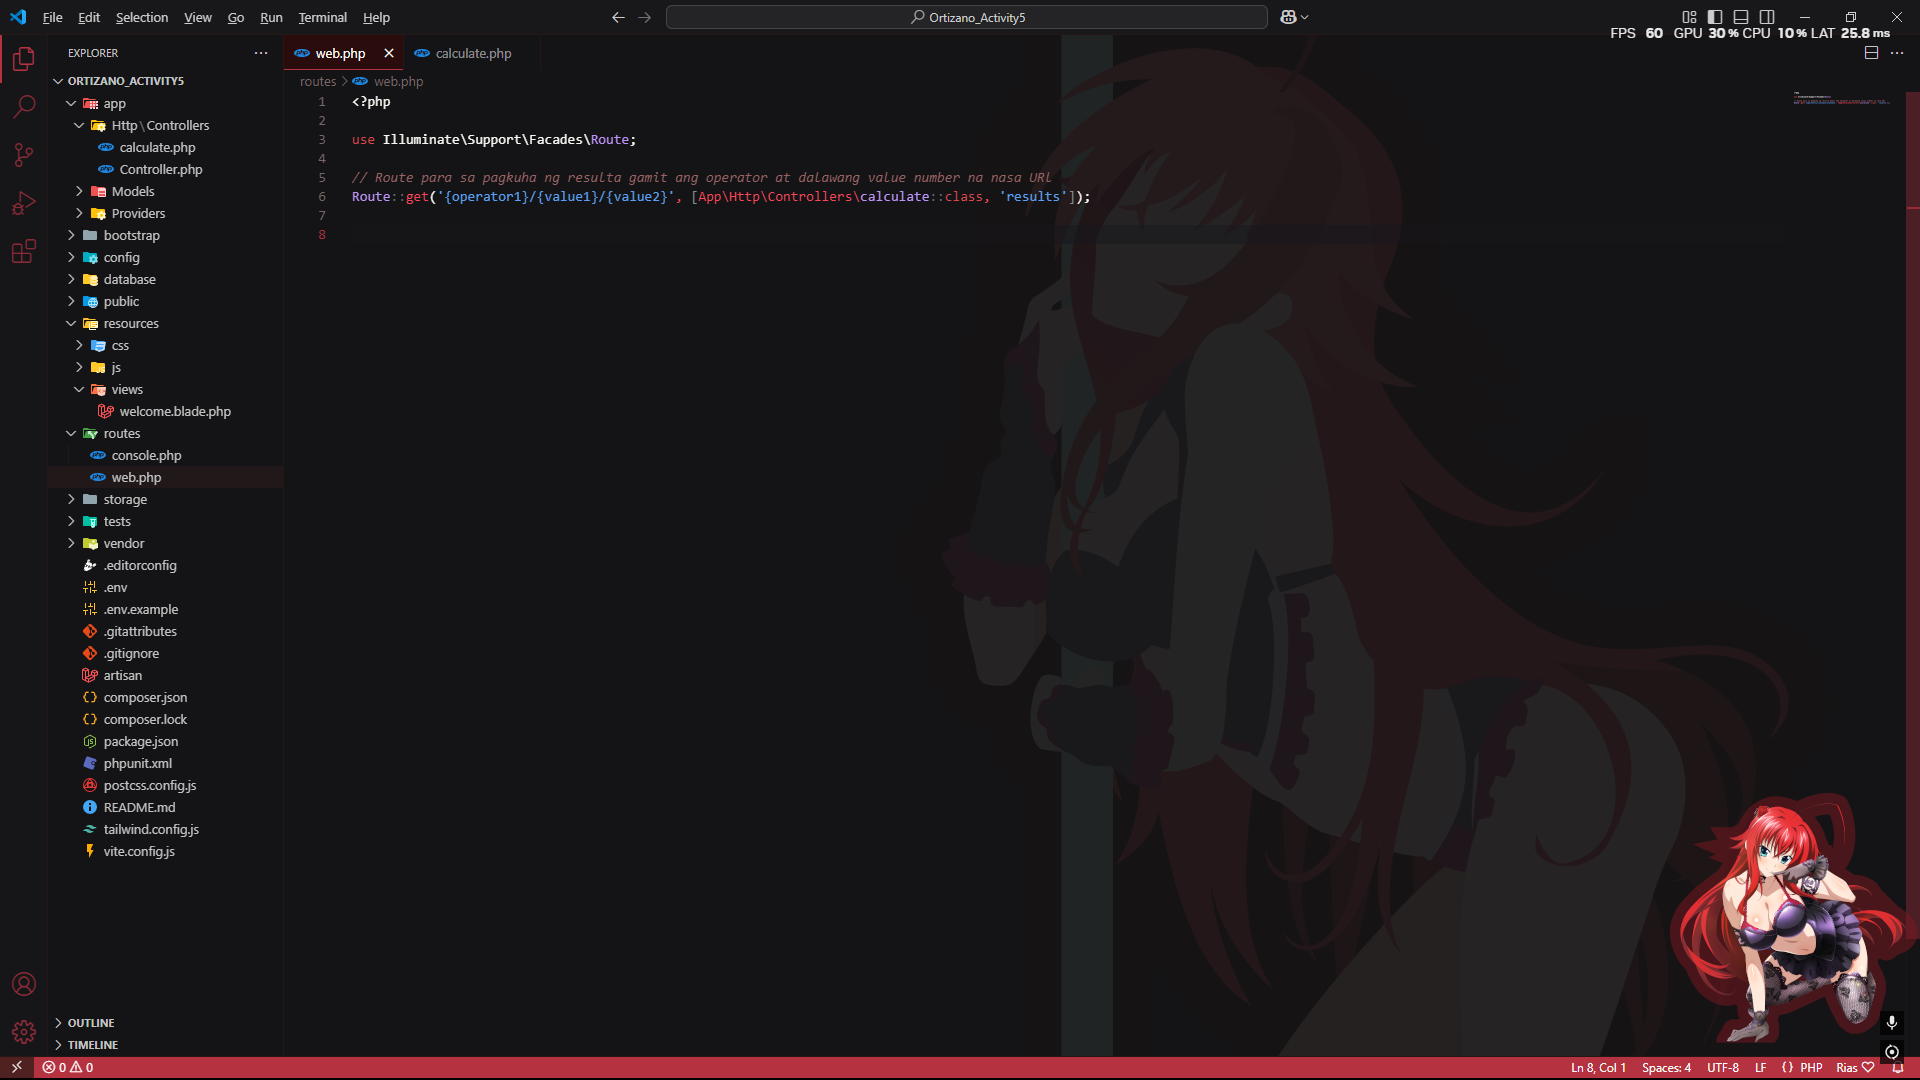 File Edit Selection View Go Run Terminal Help
Ortizano_Activity5
FPS 60 GPU 30 % CPU 10 % LAT 25.8 ms
EXPLORER
web.php
calculate.php
ORTIZANO_ACTIVITY5
app
Http\Controllers
calculate.php
Controller.php
Models
Providers
bootstrap
config
database
public
resources
css
js
views
welcome.blade.php
routes
console.php
web.php
storage
tests
vendor
.editorconfig
.env
.env.example
.gitattributes
.gitignore
artisan
composer.json
composer.lock
package.json
phpunit.xml
postcss.config.js
README.md
tailwind.config.js
vite.config.js
OUTLINE
TIMELINE
routes > web.php
1 <?php
2
3 use Illuminate\Support\Facades\Route;
4
5 // Route para sa pagkuha ng resulta gamit ang operator at dalawang value number na nasa URL
6 Route::get('{operator1}/{value1}/{value2}', [App\Http\Controllers\calculate::class, 'results']);
7
8
0 0
Ln 8, Col 1 Spaces: 4 UTF-8 LF {} PHP Rias